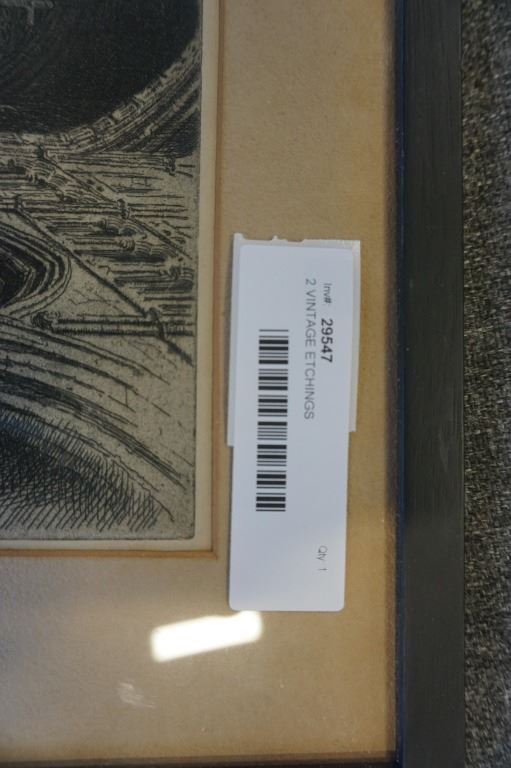 Inv#: 29547
2 VINTAGE ETCHINGS
Qty: 1